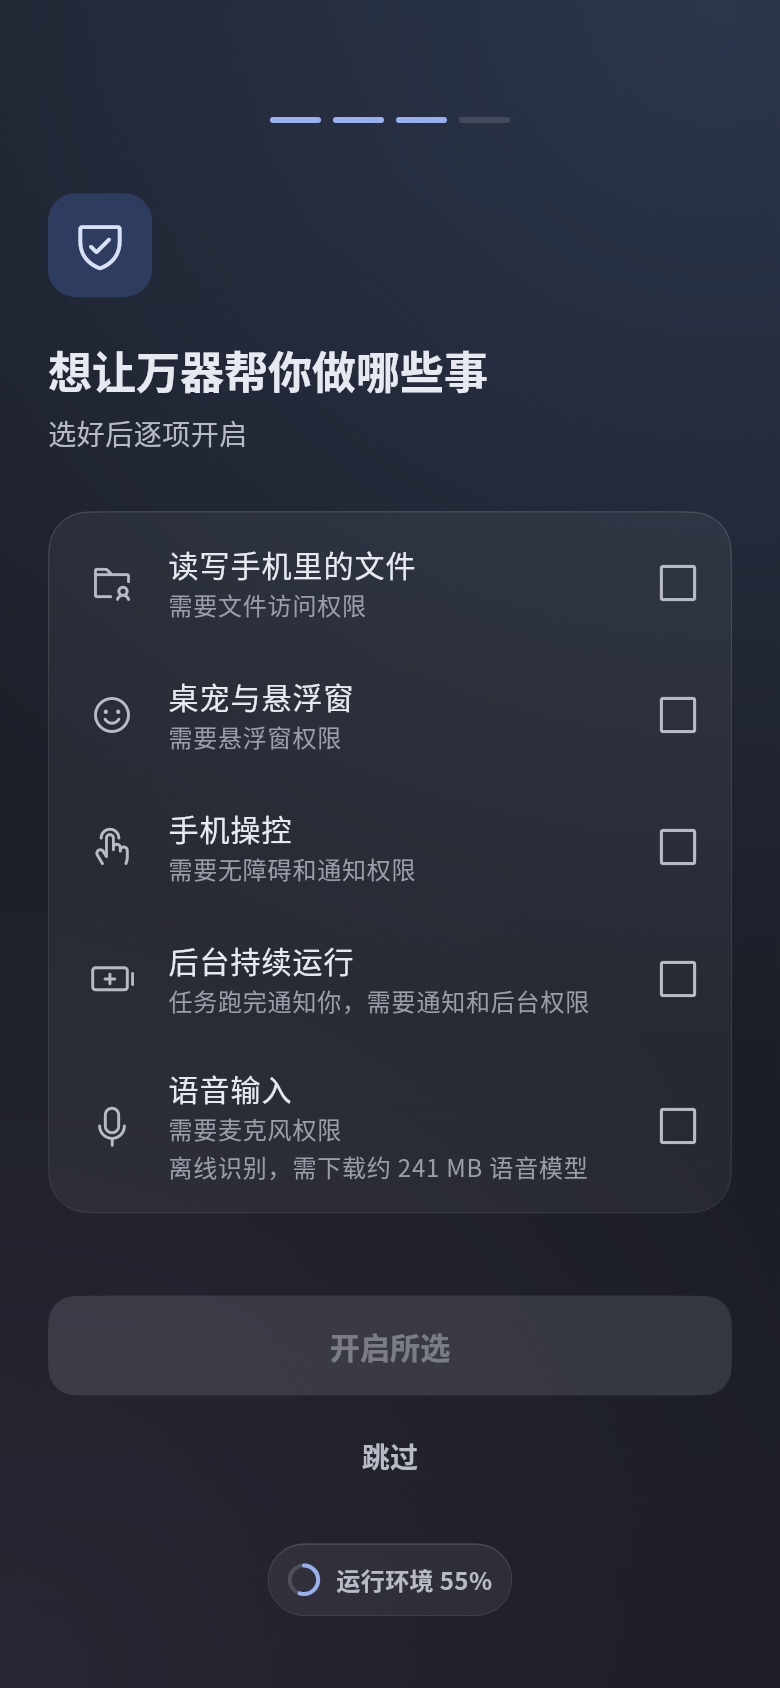 想让万器帮你做哪些事
选好后逐项开启
读写手机里的文件
需要文件访问权限
桌宠与悬浮窗
需要悬浮窗权限
手机操控
需要无障碍和通知权限
后台持续运行
任务跑完通知你，需要通知和后台权限
语音输入
需要麦克风权限
离线识别，需下载约 241 MB 语音模型
开启所选
跳过
运行环境 55%